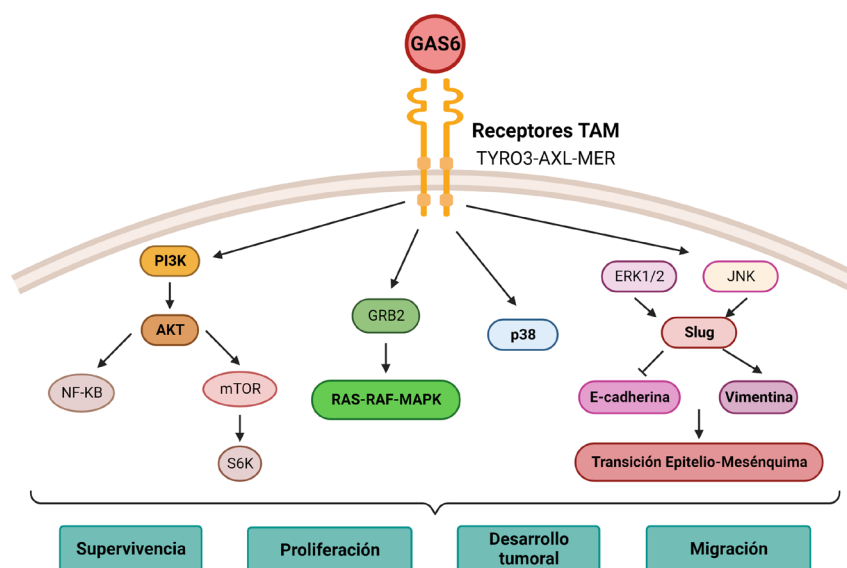 GAS6
Receptores TAM
TYRO3-AXL-MER
PI3K
AKT
NF-KB
mTOR
S6K
GRB2
RAS-RAF-MAPK
p38
ERK1/2
JNK
Slug
E-cadherina
Vimentina
Transición Epitelio-Mesénquima
Supervivencia
Proliferación
Desarrollo
tumoral
Migración